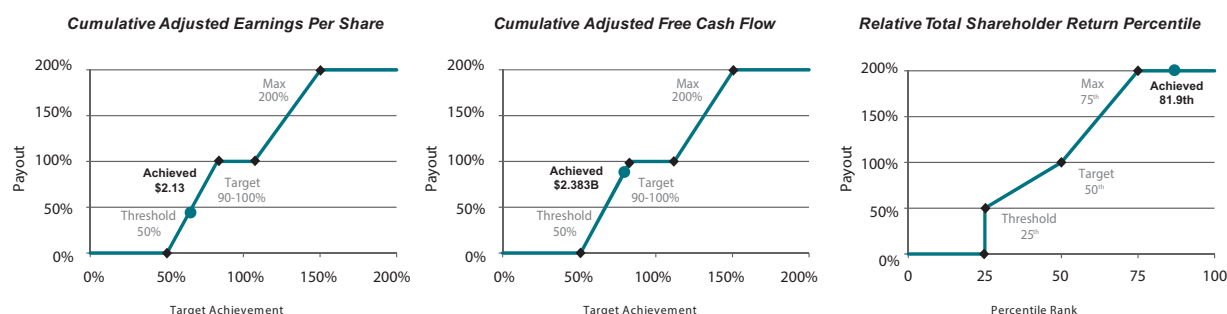 Cumulative Adjusted Earnings Per Share
200%
150%
100%
50%
0%
Payout
Max
200%
Achieved
$2.13
Target
90-100%
Threshold
50%
0% 50% 100% 150% 200%
Target Achievement
Cumulative Adjusted Free Cash Flow
200%
150%
100%
50%
0%
Payout
Max
200%
Achieved
$2.383B
Target
90-100%
Threshold
50%
0% 50% 100% 150% 200%
Target Achievement
Relative Total Shareholder Return Percentile
200%
150%
100%
50%
0%
Payout
Max
75th
Achieved
81.9th
Target
50th
Threshold
25th
0 25 50 75 100
Percentile Rank